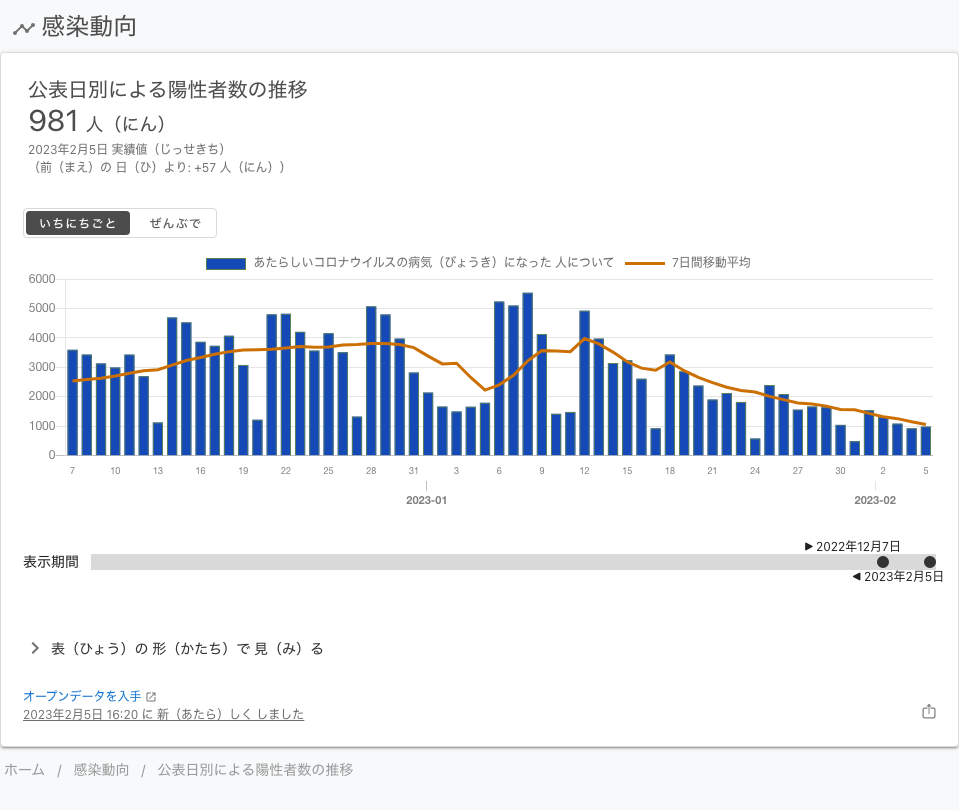 感染動向
公表日別による陽性者数の推移
981 人（にん）
2023年2月5日 実績値（じっせきち）
（前（まえ）の 日（ひ）より: +57 人（にん））
いちにちごと ぜんぶで
あたらしいコロナウイルスの病気（びょうき）になった 人について 7日間移動平均
6000
5000
4000
3000
2000
1000
0
7 10 13 16 19 22 25 28 31 3 6 9 12 15 18 21 24 27 30 2 5
2023-01 2023-02
▶ 2022年12月7日
表示期間
◀ 2023年2月5日
表（ひょう）の 形（かたち）で 見（み）る
オープンデータを入手
2023年2月5日 16:20 に 新（あたら）しく しました
ホーム / 感染動向 / 公表日別による陽性者数の推移